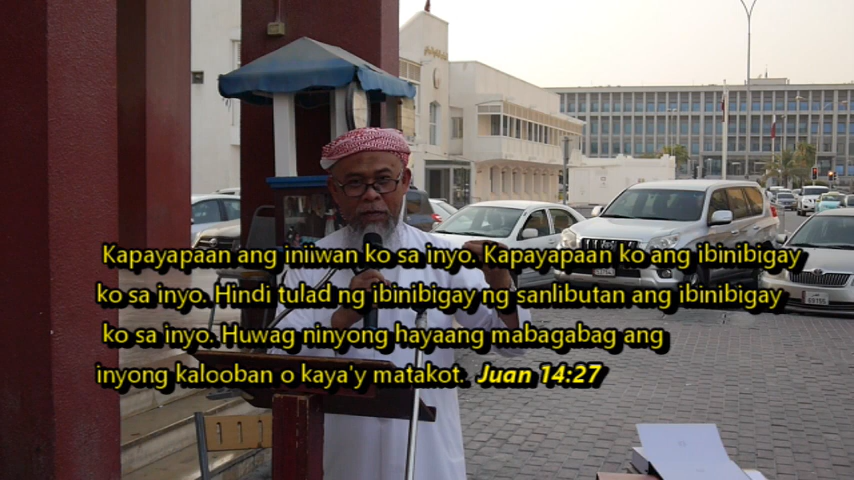 Kapayapaan ang iniiwan ko sa inyo. Kapayapaan ko ang ibinibigay
ko sa inyo. Hindi tulad ng ibinibigay ng sanlibutan ang ibinibigay
ko sa inyo. Huwag ninyong hayaang mabagabag ang
inyong kalooban o kaya'y matakot. Juan 14:27